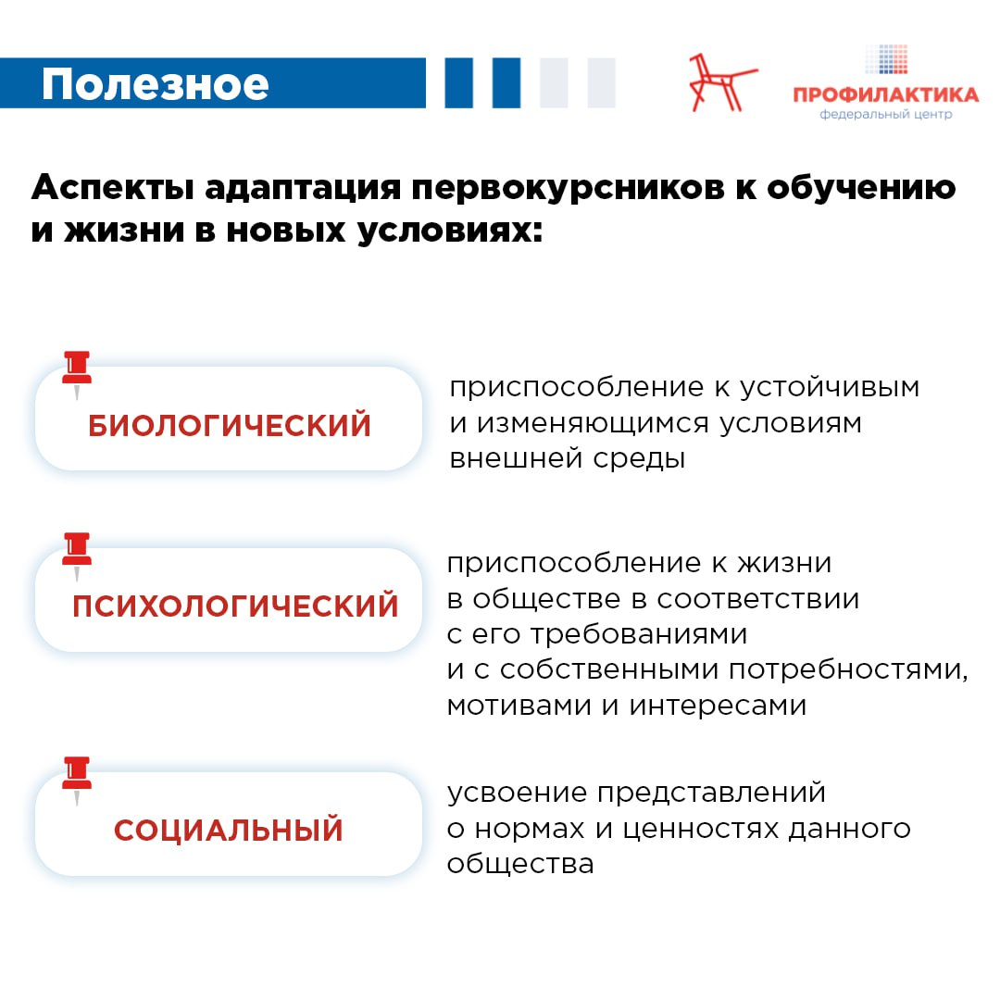 Полезное
ПРОФИЛАКТИКА
федеральный центр
Аспекты адаптация первокурсников к обучению
и жизни в новых условиях:
БИОЛОГИЧЕСКИЙ
приспособление к устойчивым
и изменяющимся условиям
внешней среды
ПСИХОЛОГИЧЕСКИЙ
приспособление к жизни
в обществе в соответствии
с его требованиями
и с собственными потребностями,
мотивами и интересами
СОЦИАЛЬНЫЙ
усвоение представлений
о нормах и ценностях данного
общества